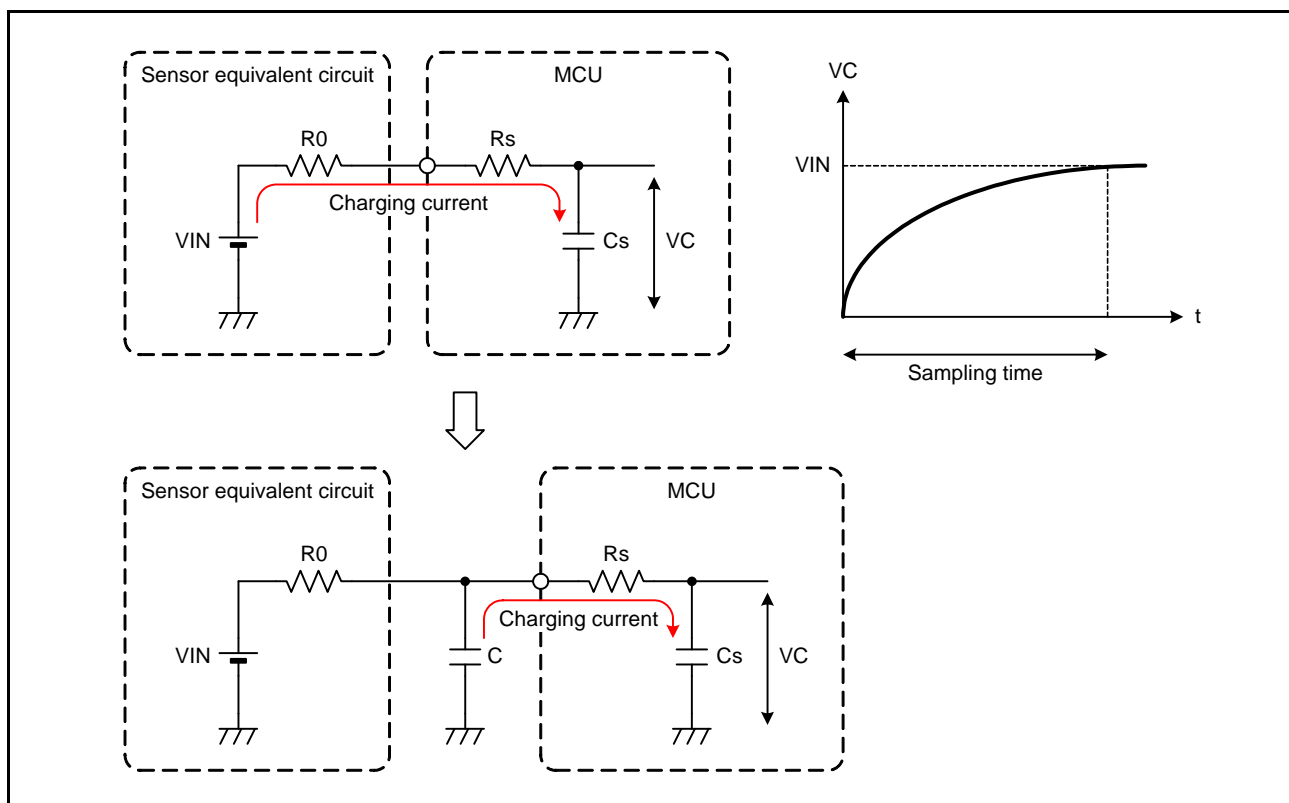 Sensor equivalent circuit
MCU
R0
Rs
Charging current
VIN
Cs
VC
VC
VIN
t
Sampling time
Sensor equivalent circuit
MCU
R0
Rs
Charging current
VIN
C
Cs
VC